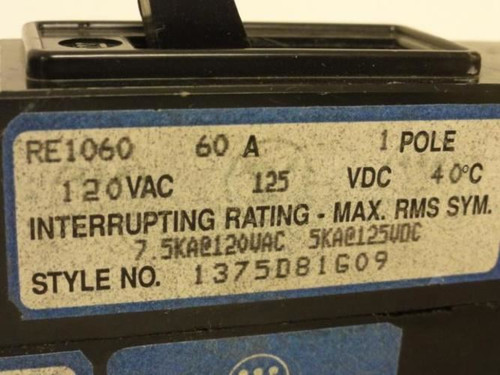 RE1060 60 A 1 POLE
120VAC 125 VDC 40°C
INTERRUPTING RATING - MAX. RMS SYM.
7.5KA@120VAC 5KA@125VDC
STYLE NO. 1375D81G09